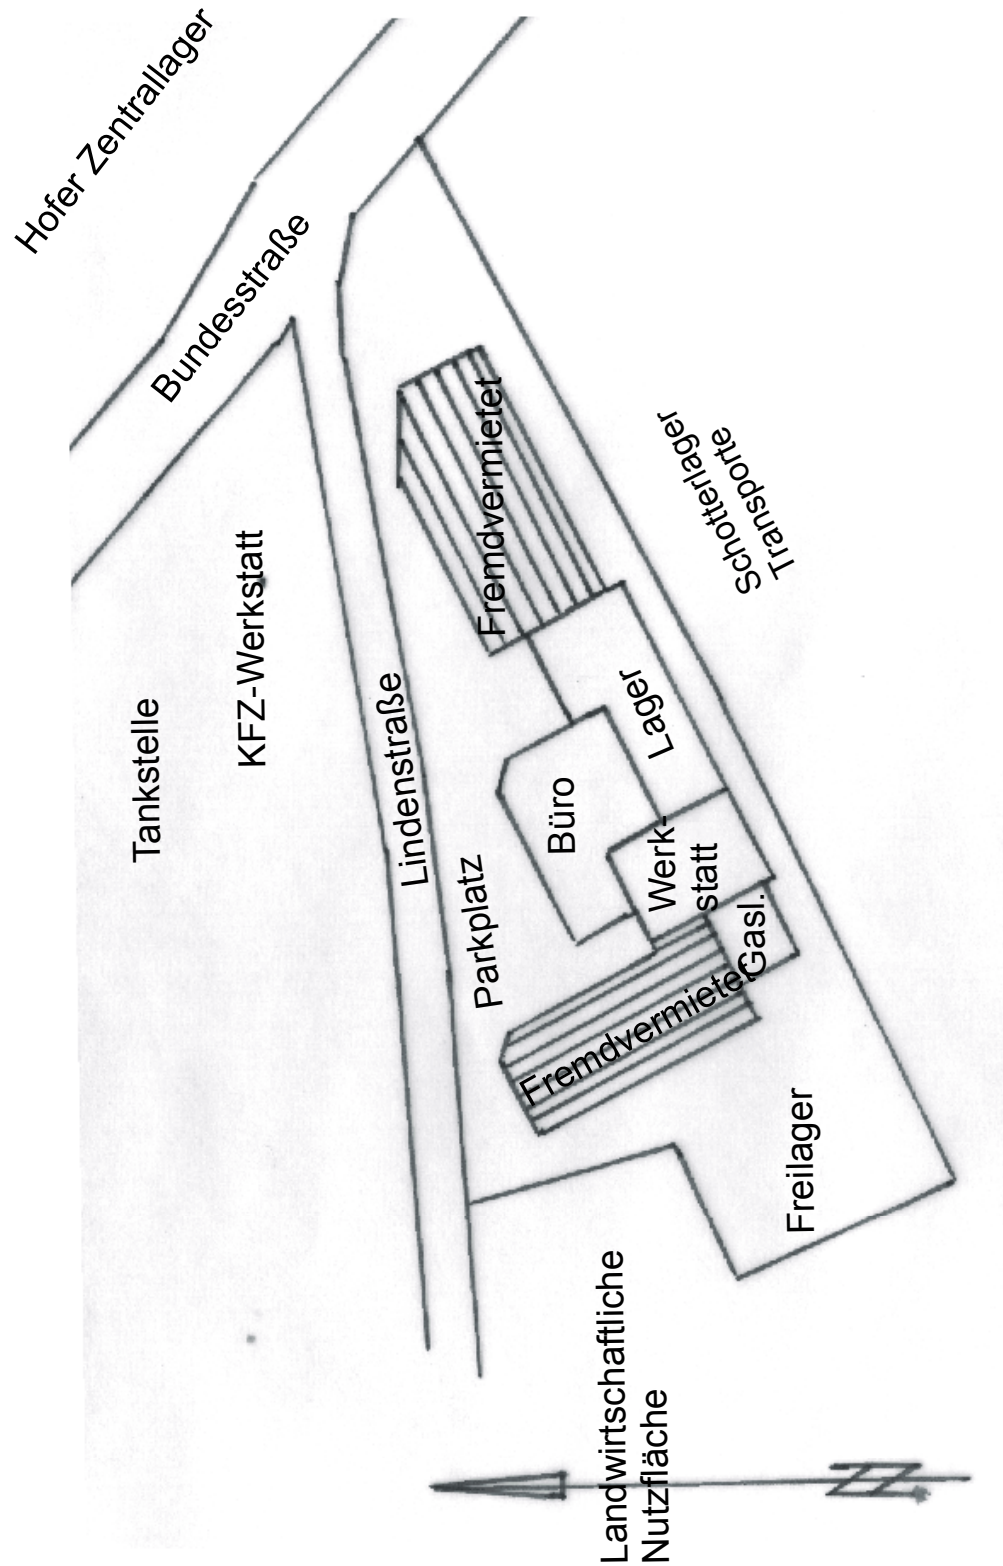 Hofer Zentrallager
Bundesstraße
Tankstelle
KFZ-Werkstatt
Lindenstraße
Parkplatz
Fremdvermietet
Büro
Lager
Werk-
statt
Gasl.
Fremdvermietet
Freilager
Schotterlager
Transporte
Landwirtschaftliche
Nutzfläche